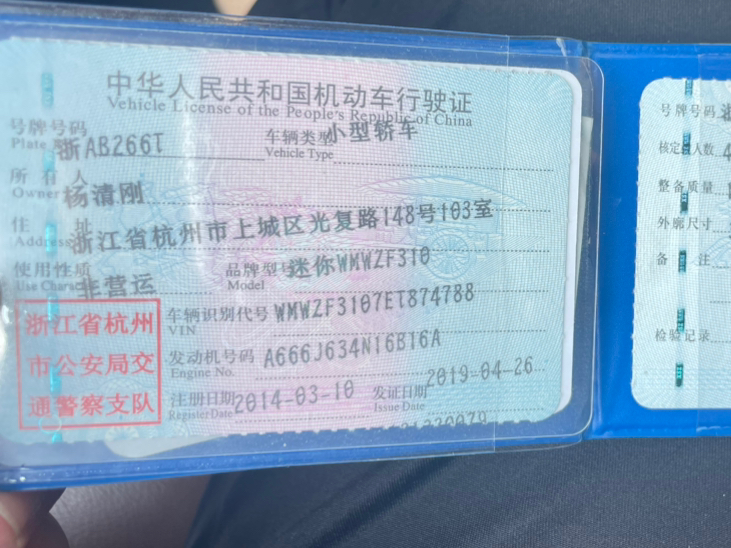 中华人民共和国机动车行驶证
Vehicle License of the People's Republic of China
号牌号码 浙AB266T 车辆类型 小型轿车
Plate Vehicle Type
所有人 杨清刚
Owner
住址 浙江省杭州市上城区光复路148号103室
Address
使用性质 非营运 品牌型号 迷你WMWZF310
Use Character Model
浙江省杭州
市公安局交
通警察支队
车辆识别代号 WMWZF3107ET874788
VIN
发动机号码 A666J634N16B16A
Engine No.
注册日期 2014-03-10 发证日期 2019-04-26
Register Date Issue Date
号牌号码
核定人数 4
整备质量
外廓尺寸
备注
检验记录